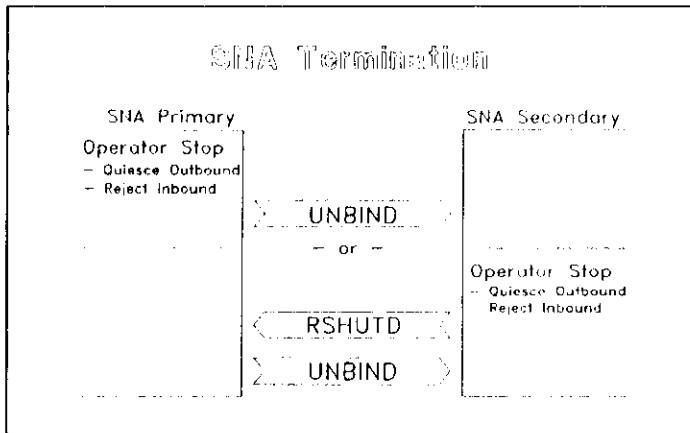 SNA Termination
SNA Primary
SNA Secondary
Operator Stop
– Quiesce Outbound
– Reject Inbound
UNBIND
– or –
Operator Stop
– Quiesce Outbound
Reject Inbound
RSHUTD
UNBIND